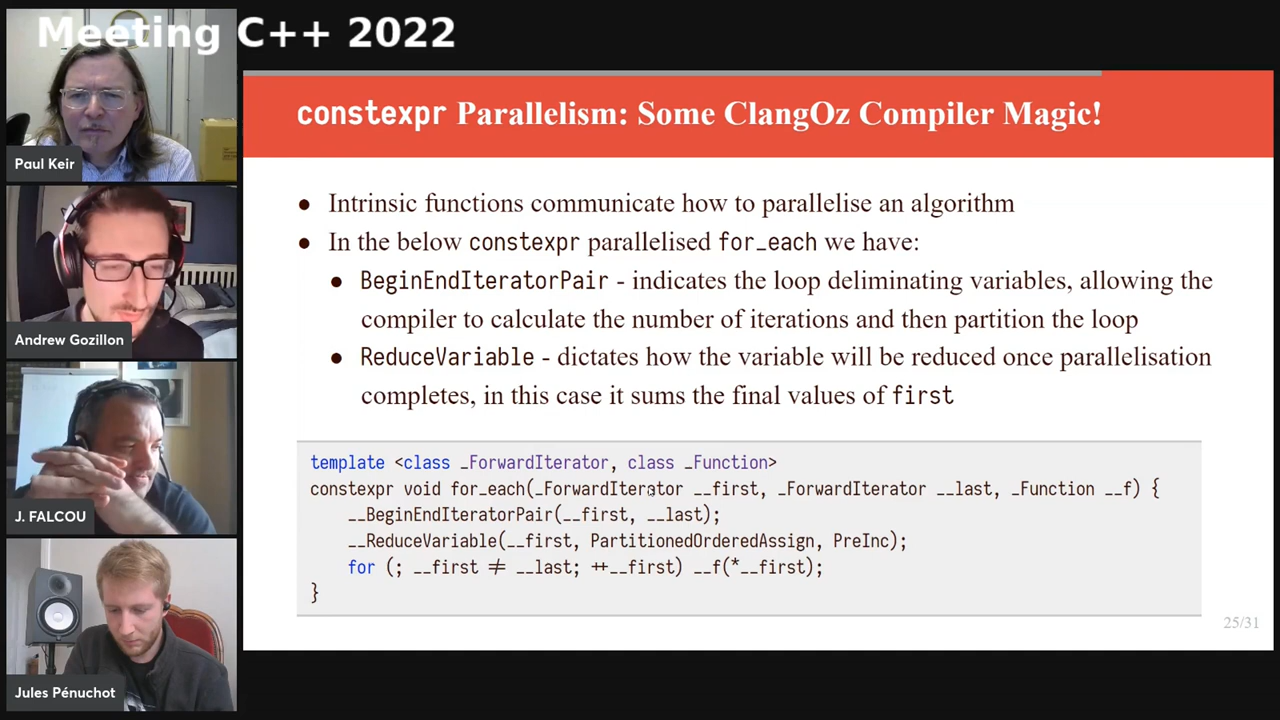 Meeting C++ 2022
Paul Keir
Andrew Gozillon
J. FALCOU
Jules Pénuchot
constexpr Parallelism: Some ClangOz Compiler Magic!
● Intrinsic functions communicate how to parallelise an algorithm
● In the below constexpr parallelised for_each we have:
● BeginEndIteratorPair - indicates the loop deliminating variables, allowing the
compiler to calculate the number of iterations and then partition the loop
● ReduceVariable - dictates how the variable will be reduced once parallelisation
completes, in this case it sums the final values of first
template <class _ForwardIterator, class _Function>
constexpr void for_each(_ForwardIterator __first, _ForwardIterator __last, _Function __f) {
__BeginEndIteratorPair(__first, __last);
__ReduceVariable(__first, PartitionedOrderedAssign, PreInc);
for (; __first ≠ __last; ++__first) __f(*__first);
}
25/31